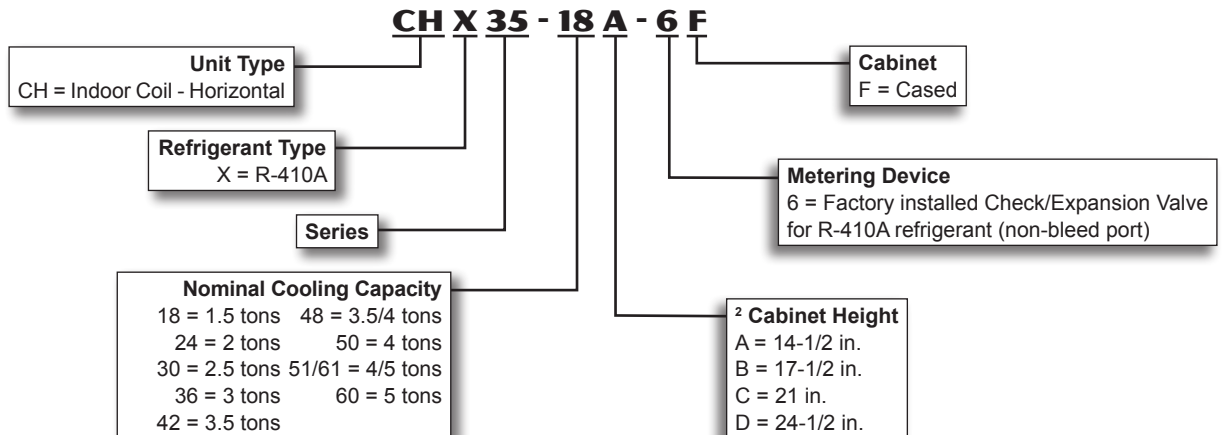 CH X 35 - 18 A - 6 F
Unit Type
CH = Indoor Coil - Horizontal
Cabinet
F = Cased
Refrigerant Type
X = R-410A
Metering Device
6 = Factory installed Check/Expansion Valve
for R-410A refrigerant (non-bleed port)
Series
Nominal Cooling Capacity
18 = 1.5 tons 48 = 3.5/4 tons
24 = 2 tons 50 = 4 tons
30 = 2.5 tons 51/61 = 4/5 tons
36 = 3 tons 60 = 5 tons
42 = 3.5 tons
² Cabinet Height
A = 14-1/2 in.
B = 17-1/2 in.
C = 21 in.
D = 24-1/2 in.